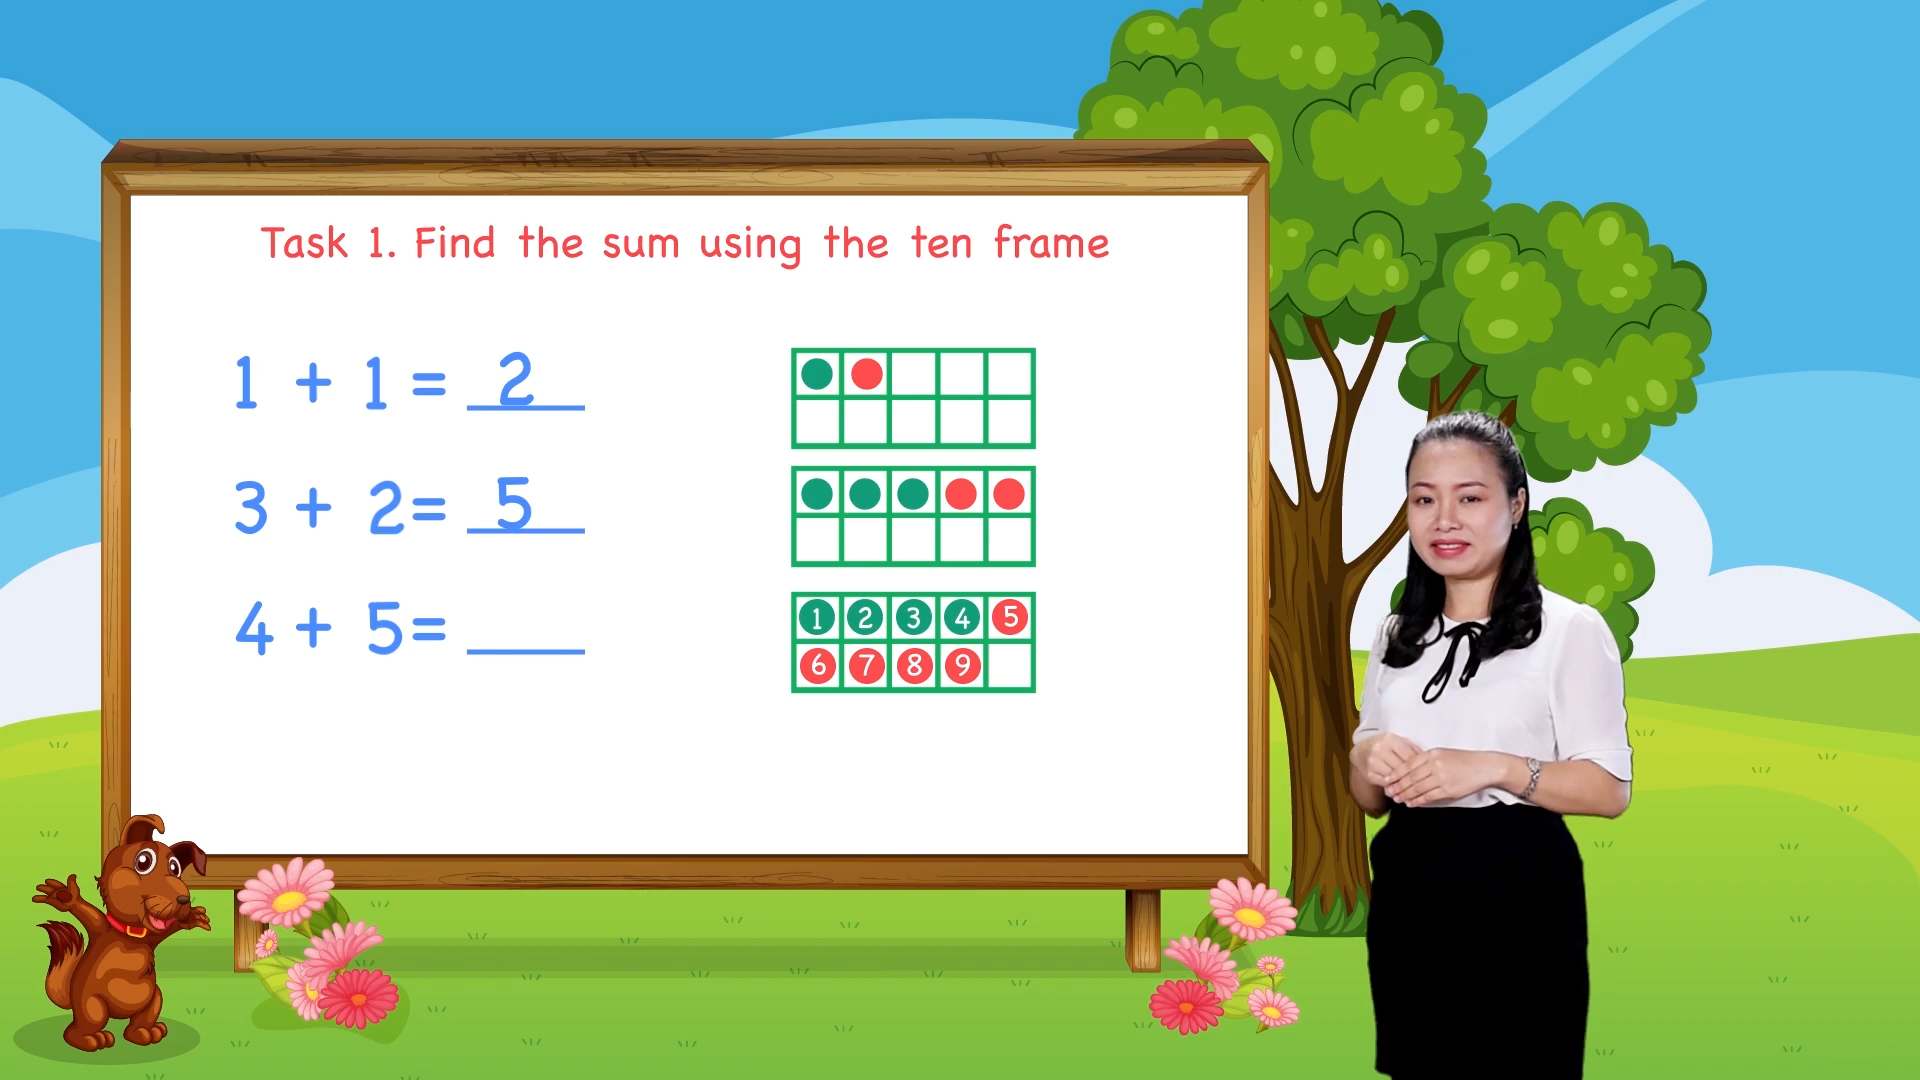 Task 1. Find the sum using the ten frame
1 + 1 = 2
3 + 2 = 5
4 + 5 = ___
1 2 3 4 5
6 7 8 9